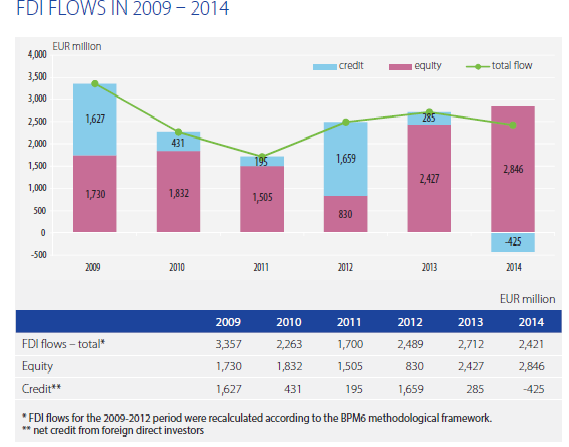 FDI FLOWS IN 2009 – 2014
EUR million
credit equity total flow
4,000
3,500
3,000
2,500
2,000
1,500
1,000
500
0
-500
1,627
1,730
431
1,832
195
1,505
1,659
830
285
2,427
2,846
-425
2009 2010 2011 2012 2013 2014
EUR million
2009 2010 2011 2012 2013 2014
FDI flows – total* 3,357 2,263 1,700 2,489 2,712 2,421
Equity 1,730 1,832 1,505 830 2,427 2,846
Credit** 1,627 431 195 1,659 285 -425
* FDI flows for the 2009-2012 period were recalculated according to the BPM6 methodological framework.
** net credit from foreign direct investors